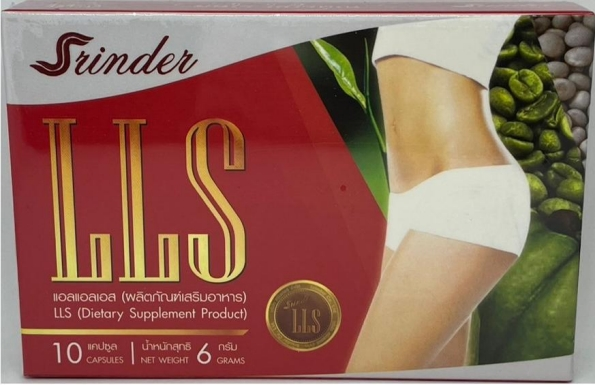 Srinder
LLS
แอลแอลเอส (ผลิตภัณฑ์เสริมอาหาร)
LLS (Dietary Supplement Product)
10 แคปซูล CAPSULES | น้ำหนักสุทธิ NET WEIGHT 6 กรัม GRAMS
Srinder
LLS